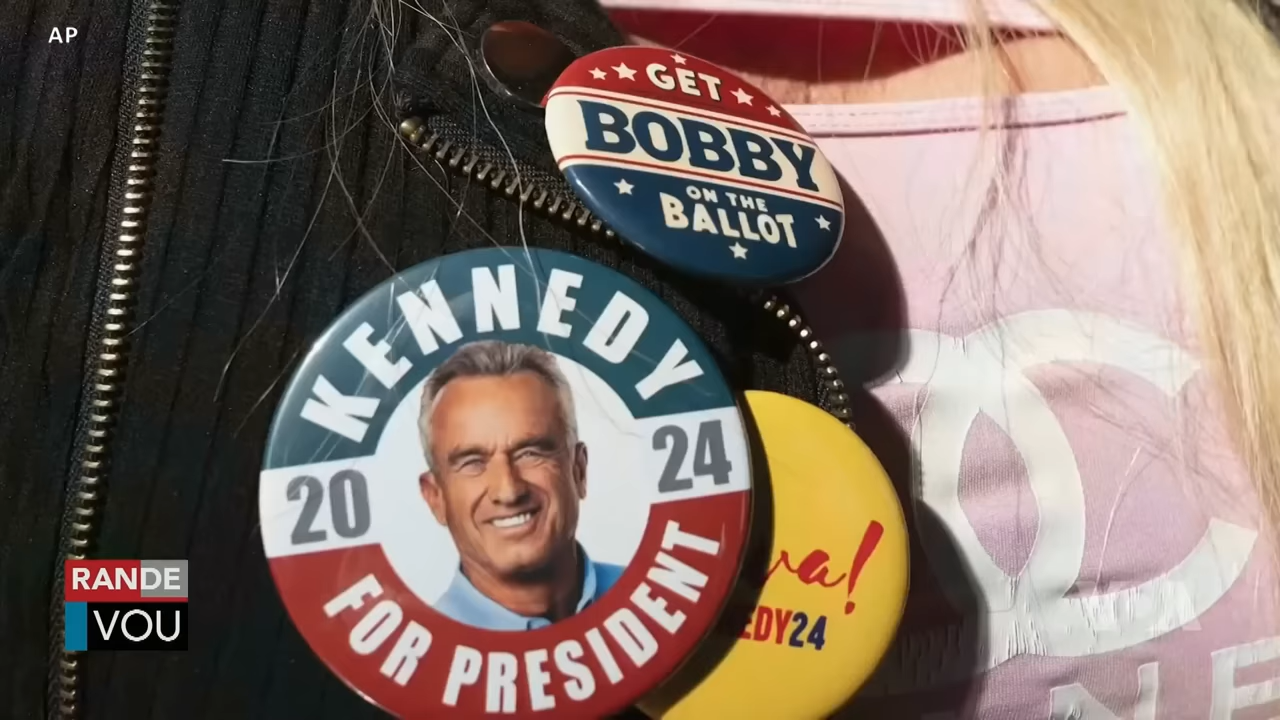 AP
GET
BOBBY
ON THE
BALLOT
KENNEDY
20 24
FOR PRESIDENT
EDY24
RANDE
VOU